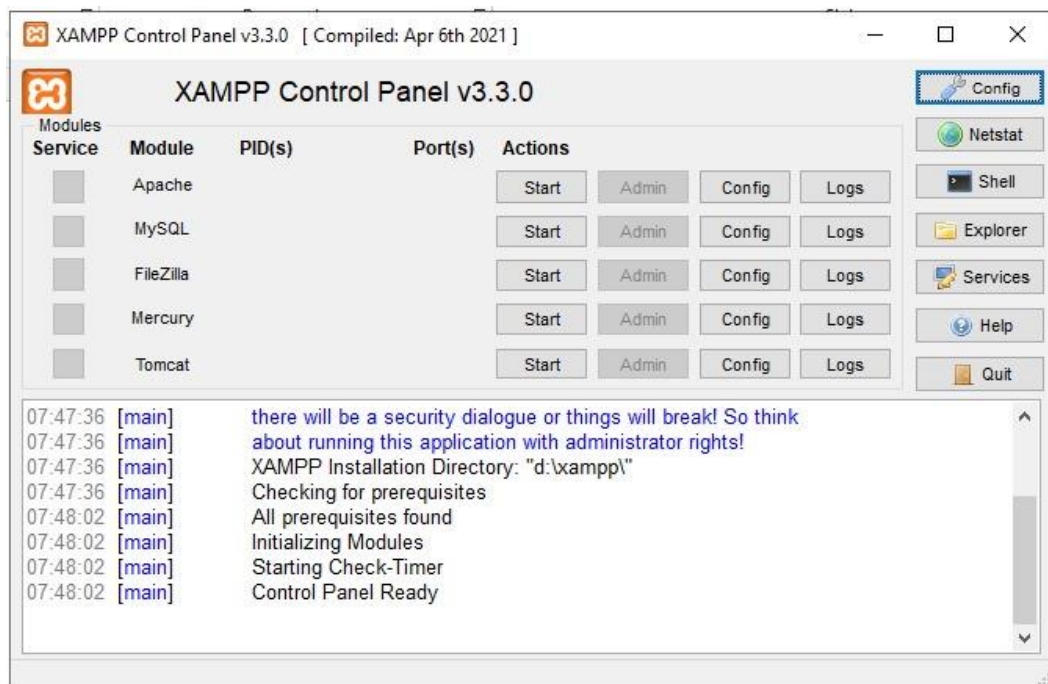 XAMPP Control Panel v3.3.0 [ Compiled: Apr 6th 2021 ]
XAMPP Control Panel v3.3.0
Config
Modules
Service Module PID(s) Port(s) Actions
Netstat
Apache Start Admin Config Logs
Shell
MySQL Start Admin Config Logs
Explorer
FileZilla Start Admin Config Logs
Services
Mercury Start Admin Config Logs
Help
Tomcat Start Admin Config Logs
Quit
07:47:36 [main] there will be a security dialogue or things will break! So think
07:47:36 [main] about running this application with administrator rights!
07:47:36 [main] XAMPP Installation Directory: "d:\xampp\"
07:47:36 [main] Checking for prerequisites
07:48:02 [main] All prerequisites found
07:48:02 [main] Initializing Modules
07:48:02 [main] Starting Check-Timer
07:48:02 [main] Control Panel Ready